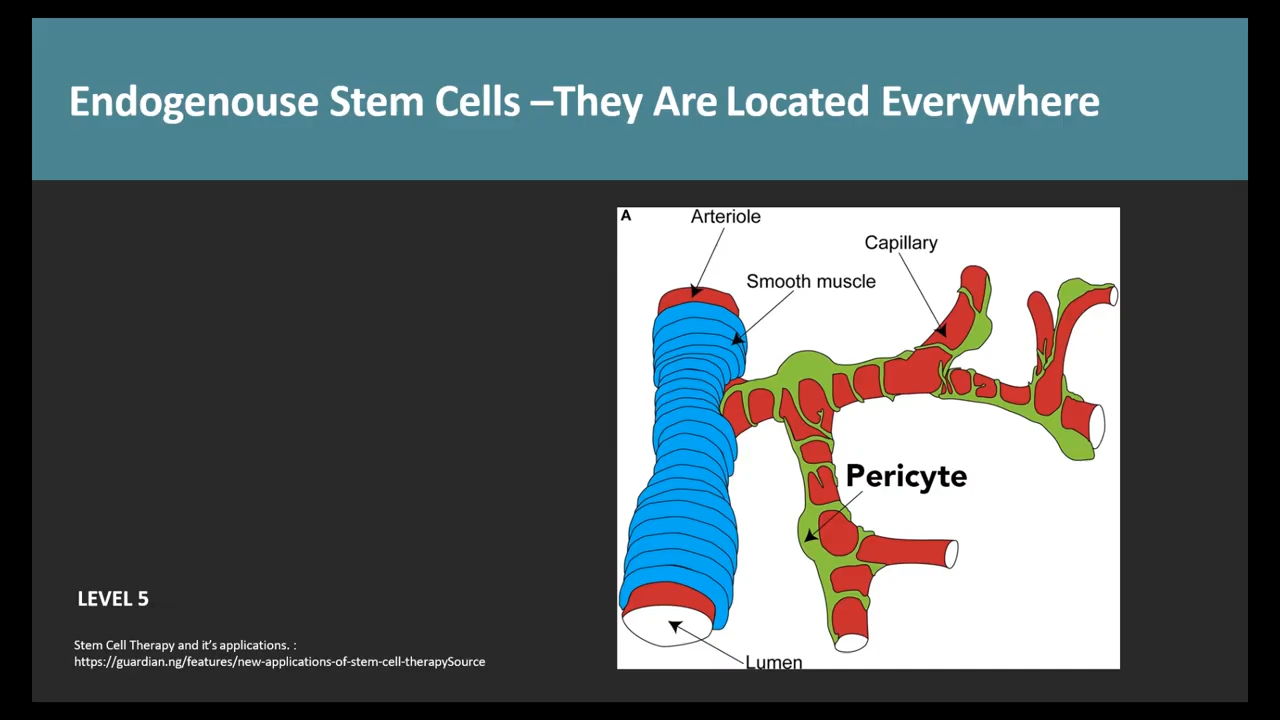 Endogenouse Stem Cells –They Are Located Everywhere
A
Arteriole
Capillary
Smooth muscle
Pericyte
Lumen
LEVEL 5
Stem Cell Therapy and it's applications. :
https://guardian.ng/features/new-applications-of-stem-cell-therapySource